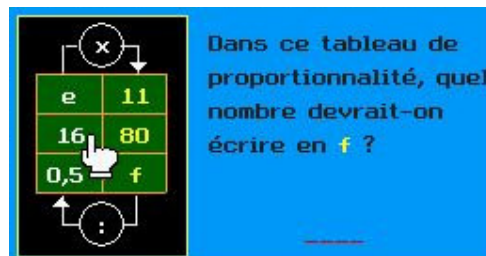 x
e 11
16 80
0,5 f
:
Dans ce tableau de
proportionnalité, quel
nombre devrait-on
écrire en f ?